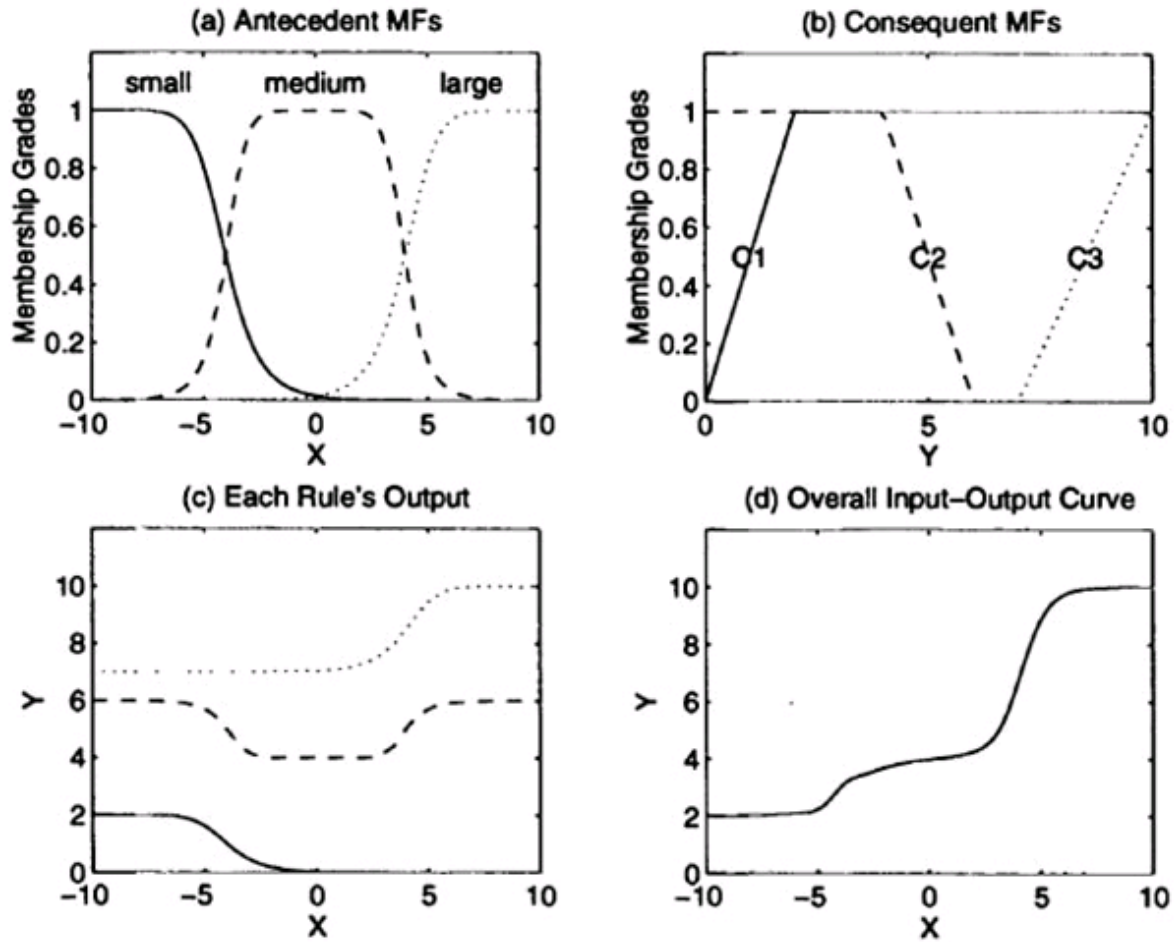 (a) Antecedent MFs
small medium large
Membership Grades
1
0.8
0.6
0.4
0.2
0
-10 -5 0 5 10
X
(b) Consequent MFs
Membership Grades
1
0.8
0.6
0.4
0.2
0
C1 C2 C3
0 5 10
Y
(c) Each Rule's Output
Y
10
8
6
4
2
0
-10 -5 0 5 10
X
(d) Overall Input-Output Curve
Y
10
8
6
4
2
0
-10 -5 0 5 10
X